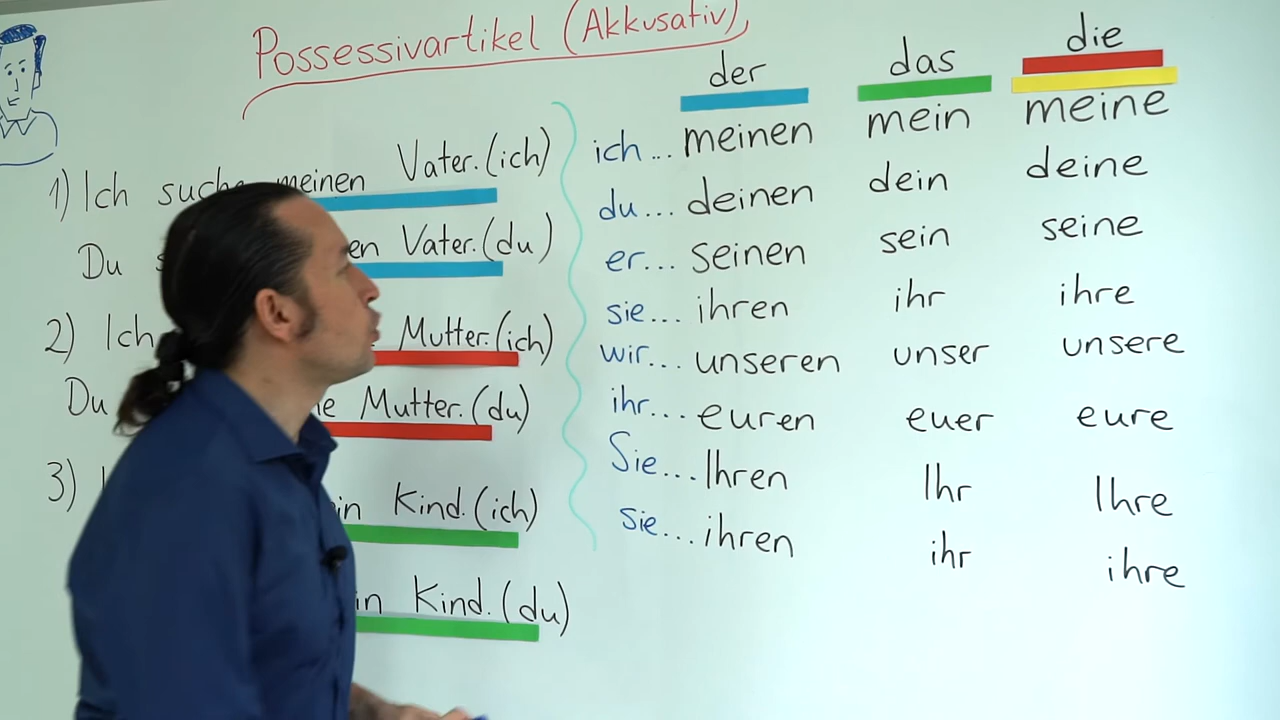 Possessivartikel (Akkusativ)
1) Ich suche meinen Vater. (ich)
Du en Vater. (du)
2) Ich Mutter. (ich)
Du Mutter. (du)
3) Kind. (ich)
Kind. (du)
der das die
ich... meinen mein meine
du... deinen dein deine
er... seinen sein seine
sie... ihren ihr ihre
wir... unseren unser unsere
ihr... euren euer eure
Sie... Ihren Ihr Ihre
sie... ihren ihr ihre